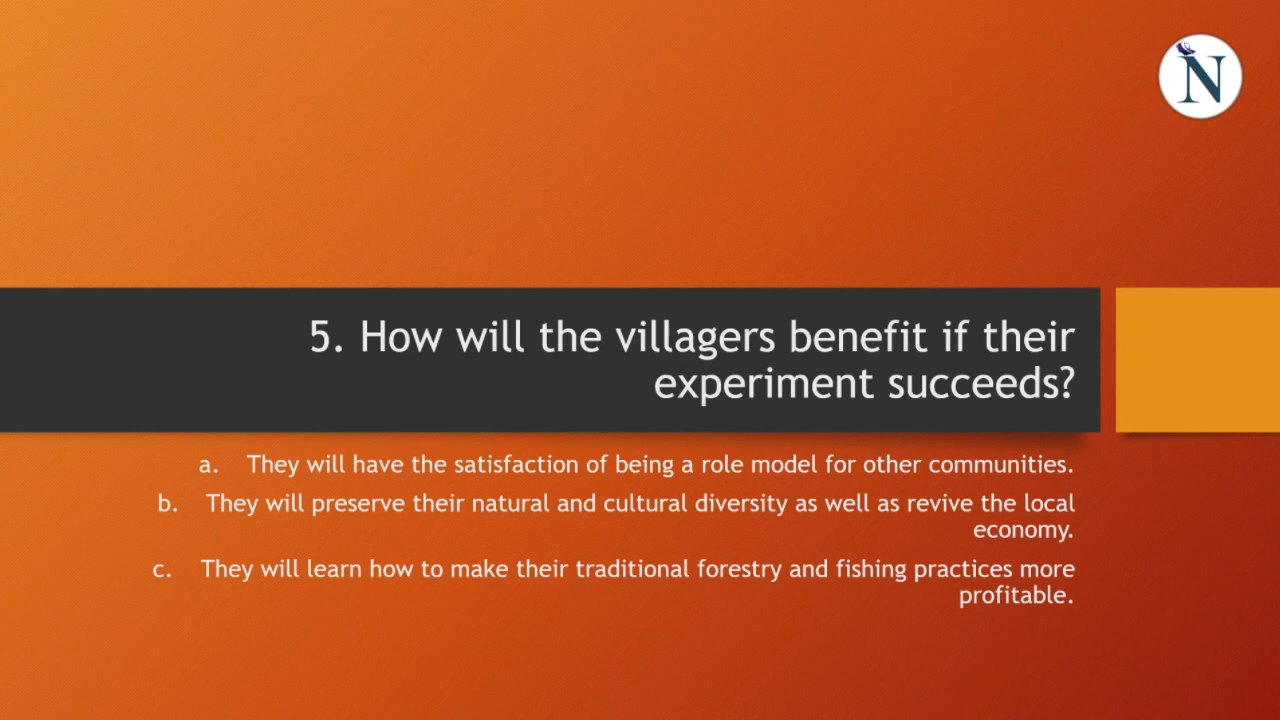 N
5. How will the villagers benefit if their
experiment succeeds?
a. They will have the satisfaction of being a role model for other communities.
b. They will preserve their natural and cultural diversity as well as revive the local
economy.
c. They will learn how to make their traditional forestry and fishing practices more
profitable.